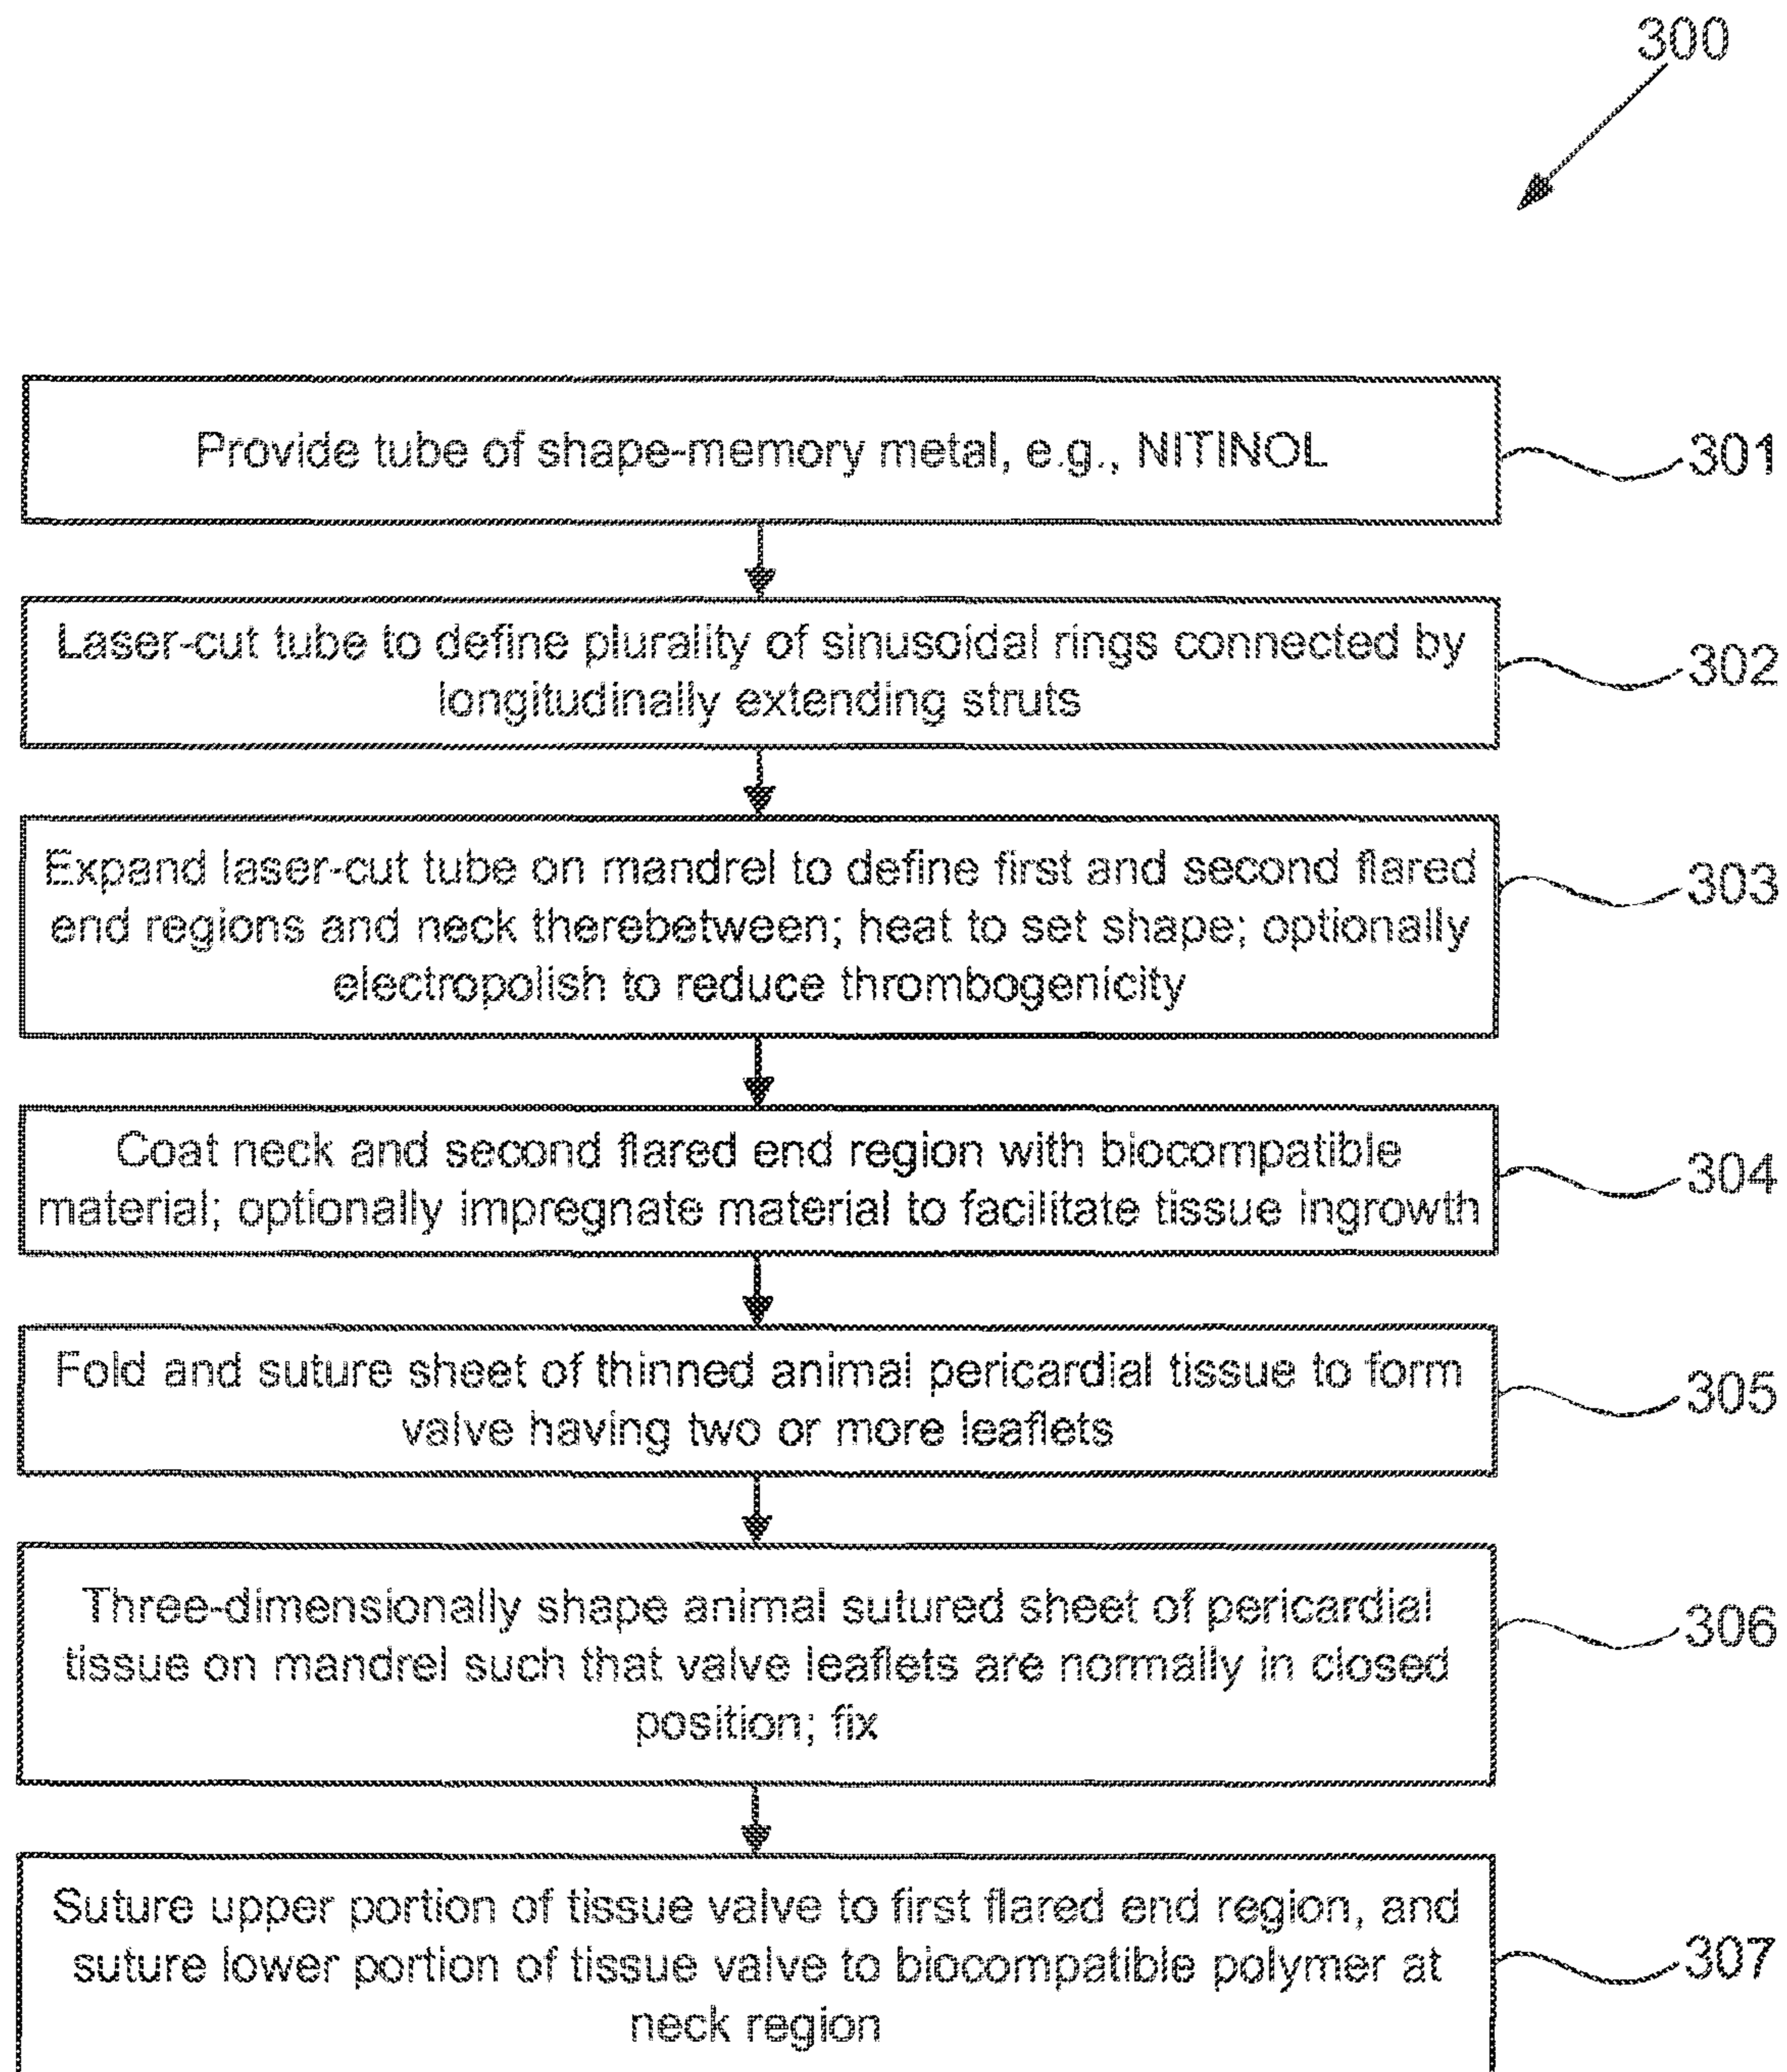 300
Provide tube of shape-memory metal, e.g., NITINOL
301
Laser-cut tube to define plurality of sinusoidal rings connected by
longitudinally extending struts
302
Expand laser-cut tube on mandrel to define first and second flared
end regions and neck therebetween; heat to set shape; optionally
electropolish to reduce thrombogenicity
303
Coat neck and second flared end region with biocompatible
material; optionally impregnate material to facilitate tissue ingrowth
304
Fold and suture sheet of thinned animal pericardial tissue to form
valve having two or more leaflets
305
Three-dimensionally shape animal sutured sheet of pericardial
tissue on mandrel such that valve leaflets are normally in closed
position; fix
306
Suture upper portion of tissue valve to first flared end region, and
suture lower portion of tissue valve to biocompatible polymer at
neck region
307